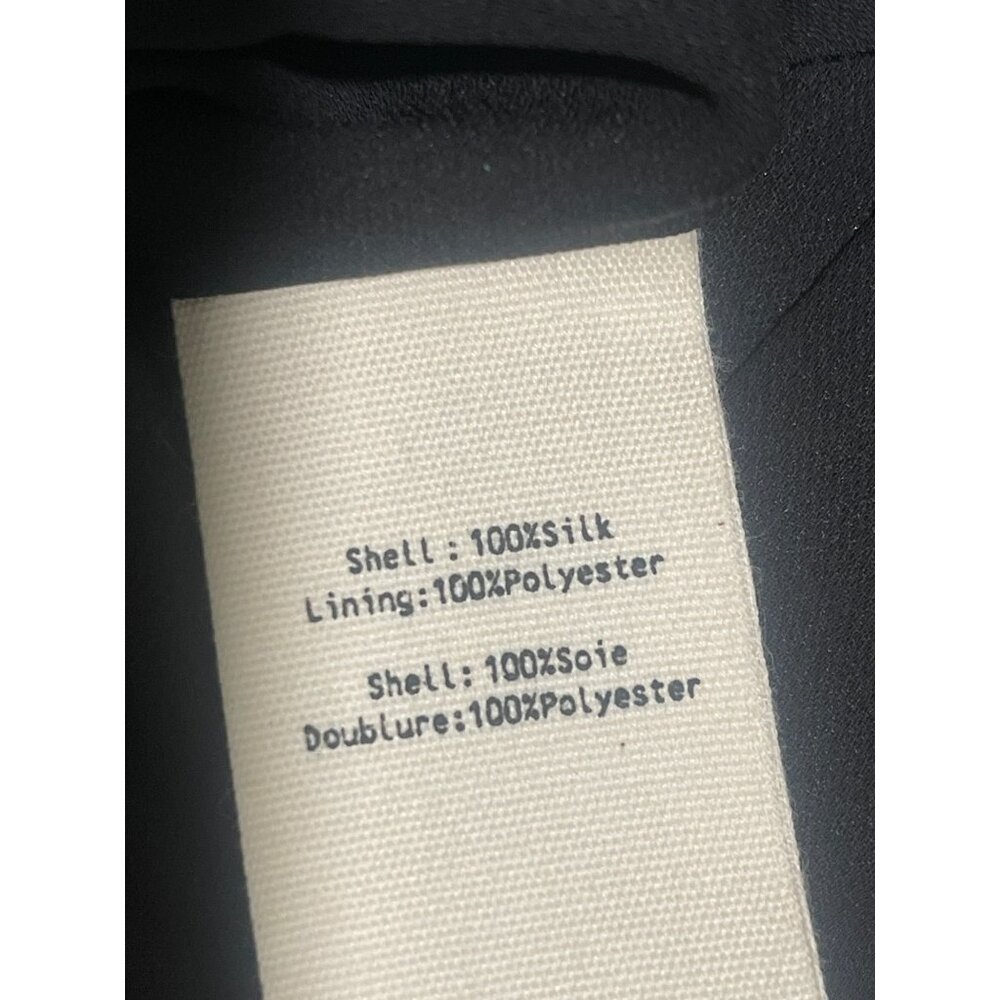 Shell: 100%Silk
Lining:100%Polyester
Shell: 100%Soie
Doublure:100%Polyester